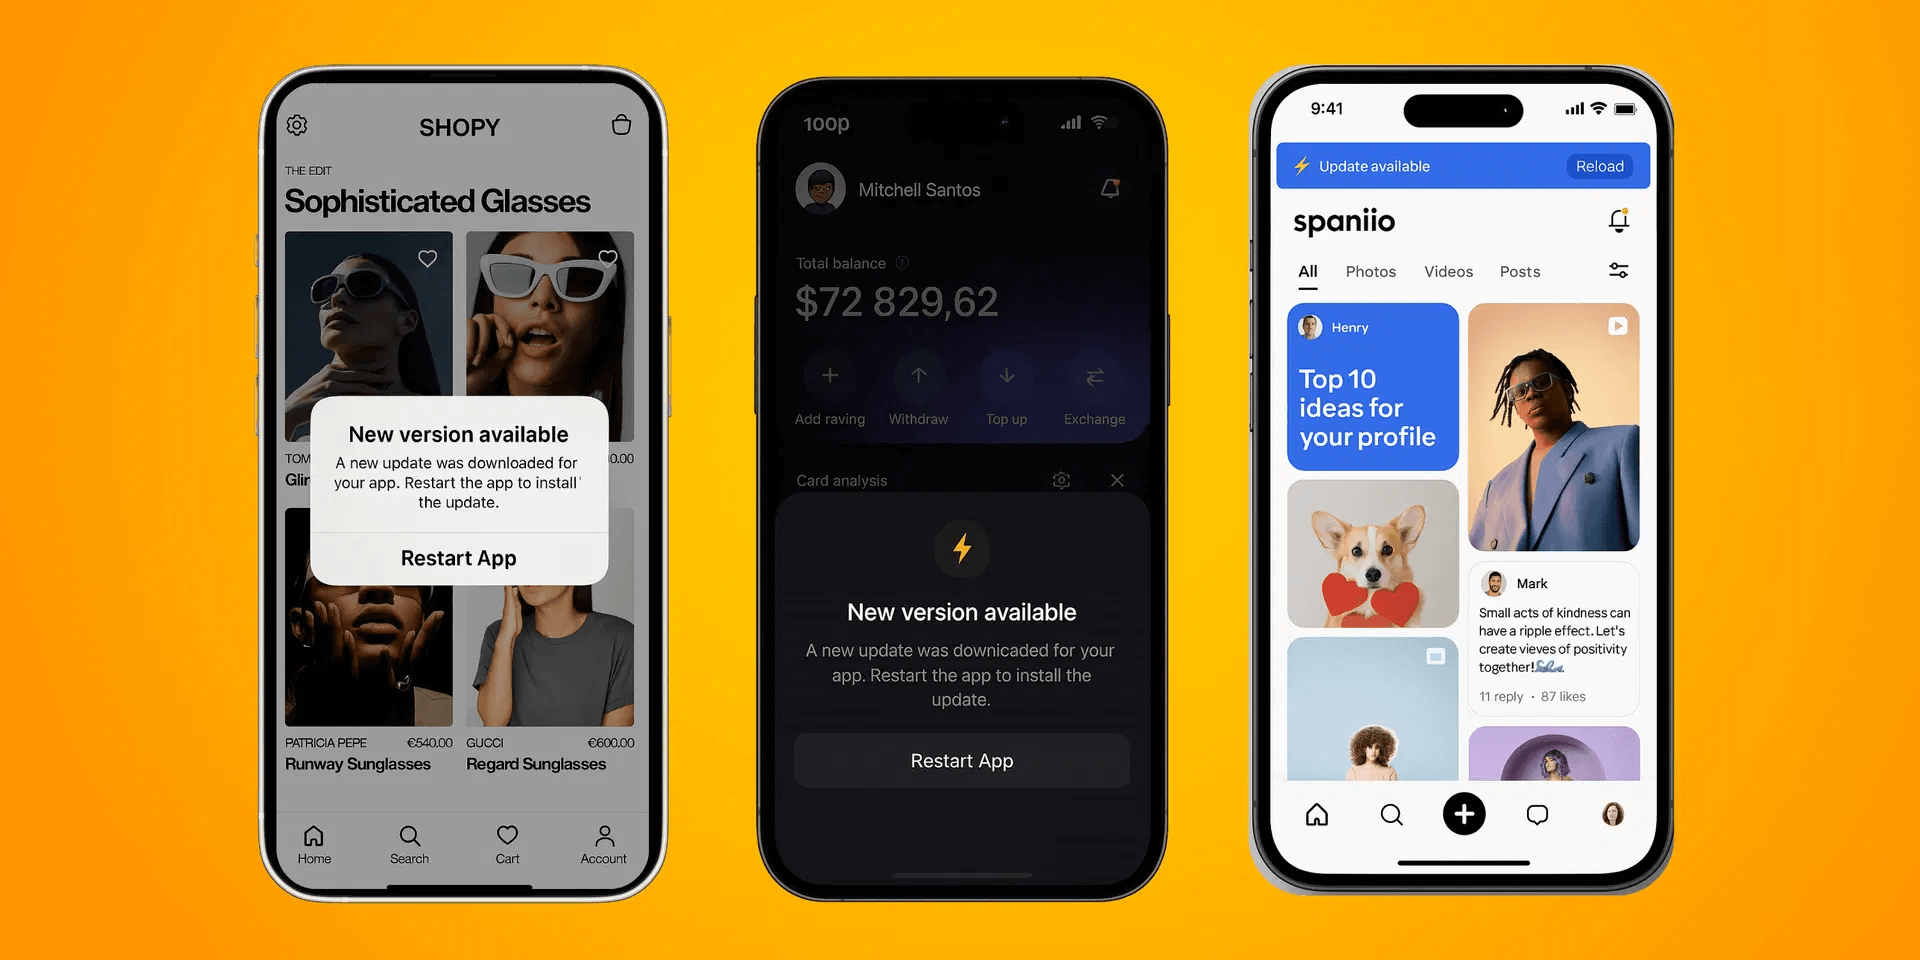 SHOPY
THE EDIT
Sophisticated Glasses
New version available
A new update was downloaded for
your app. Restart the app to install
the update.
Restart App
TOM
0.00
Glir
PATRICIA PEPE €540.00
Runway Sunglasses
GUCCI €600.00
Regard Sunglasses
Home
Search
Cart
Account
100p
Mitchell Santos
Total balance
$72 829,62
Add raving
Withdraw
Top up
Exchange
Card analysis
New version available
A new update was downicaded for your
app. Restart the app to install the
update.
Restart App
9:41
Update available
Reload
spaniio
All
Photos
Videos
Posts
Henry
Top 10
ideas for
your profile
Mark
Small acts of kindness can
have a ripple effect. Let's
create vieves of positivity
together!
11 reply • 87 likes